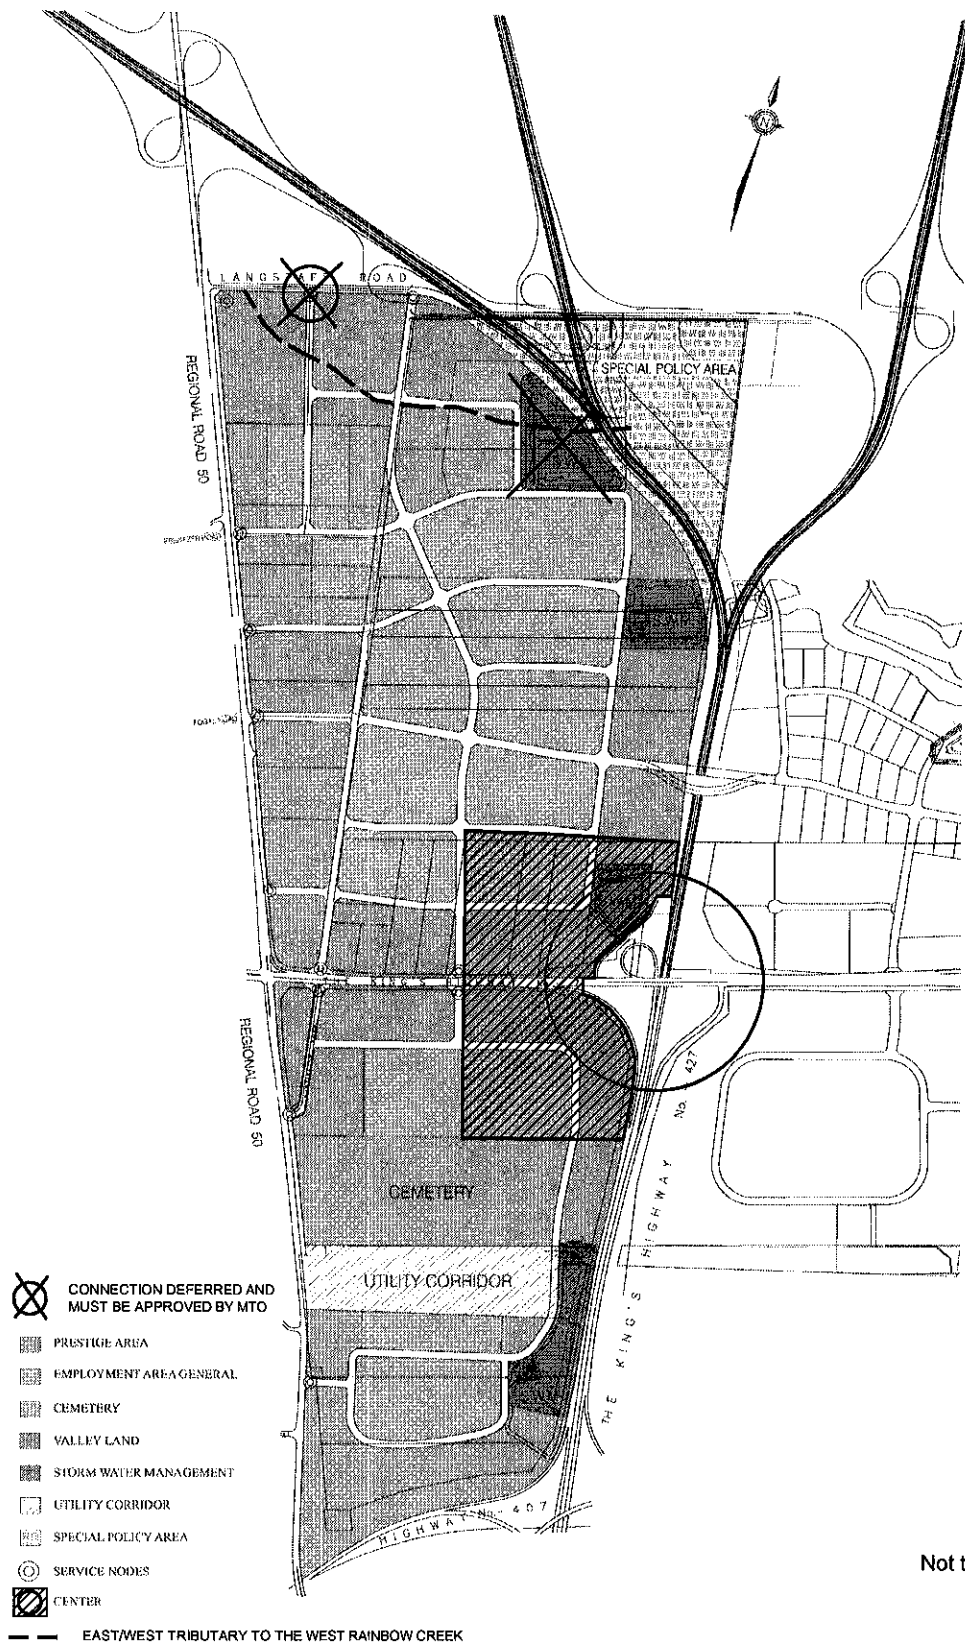 N
LANGSTAFF ROAD
REGIONAL ROAD 50
SPECIAL POLICY AREA
REGIONAL ROAD 50
No. 427
THE KING'S HIGHWAY
CEMETERY
UTILITY CORRIDOR
HIGHWAY No. 407
CONNECTION DEFERRED AND
MUST BE APPROVED BY MTO
PRESTIGE AREA
EMPLOYMENT AREA GENERAL
CEMETERY
VALLEY LAND
STORM WATER MANAGEMENT
UTILITY CORRIDOR
SPECIAL POLICY AREA
SERVICE NODES
CENTER
EAST/WEST TRIBUTARY TO THE WEST RAINBOW CREEK
Not t